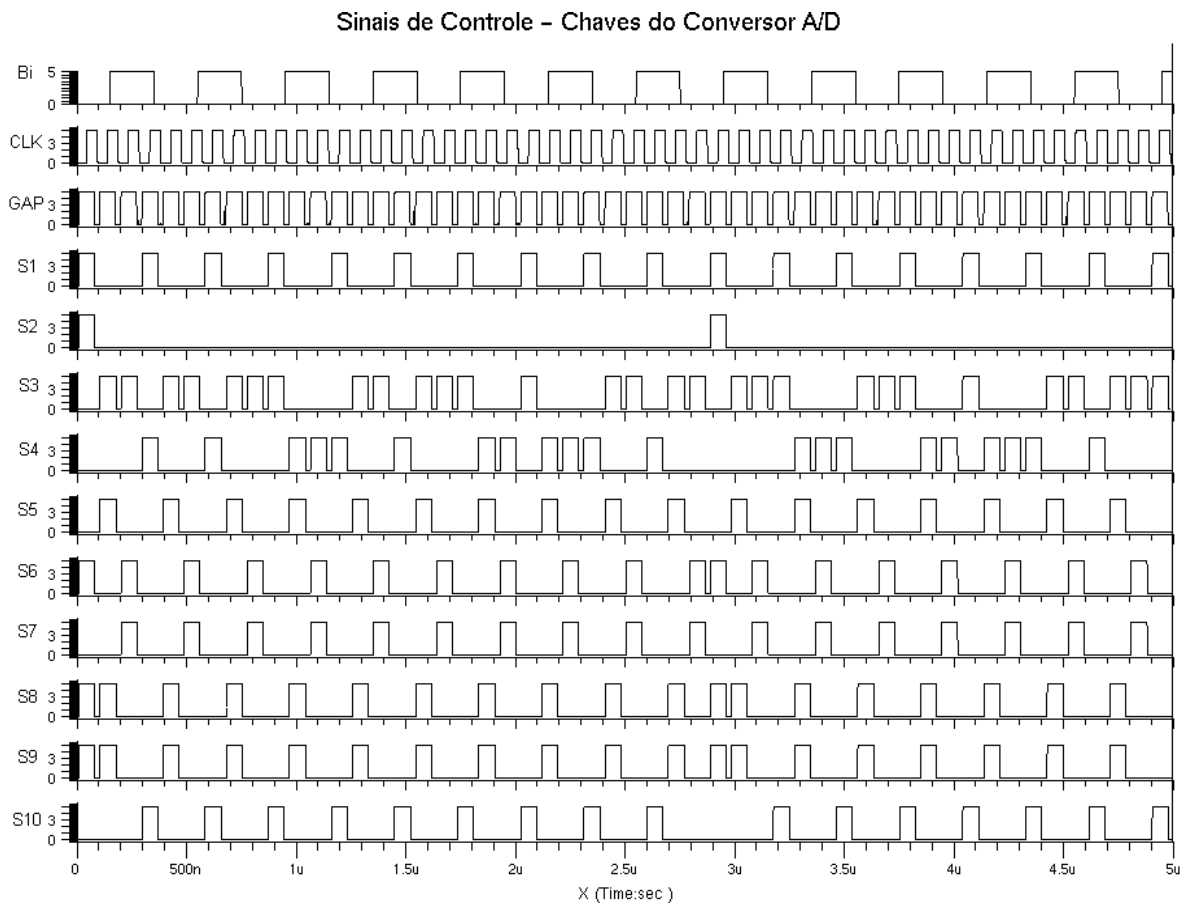 Sinais de Controle – Chaves do Conversor A/D
Bi 5
0
CLK 3
0
GAP 3
0
S1 3
0
S2 3
0
S3 3
0
S4 3
0
S5 3
0
S6 3
0
S7 3
0
S8 3
0
S9 3
0
S10 3
0
0 500n 1u 1.5u 2u 2.5u 3u 3.5u 4u 4.5u 5u
X (Time:sec )